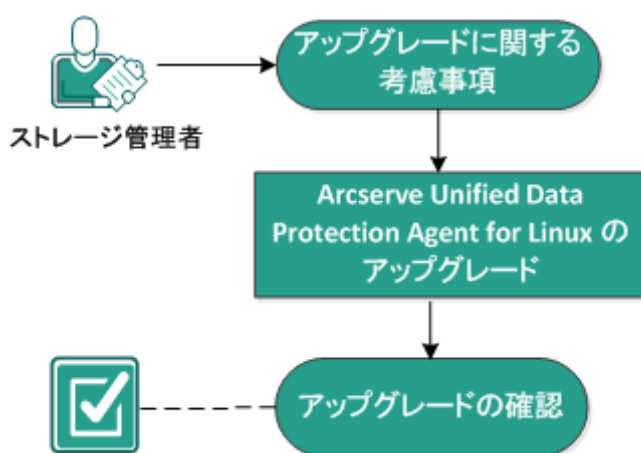 アップグレードに関する
考慮事項
ストレージ管理者
Arcserve Unified Data
Protection Agent for Linux の
アップグレード
アップグレードの確認